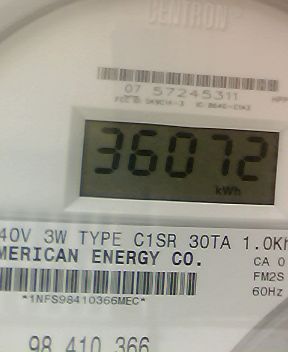 CENTRON
07 57245311
36072
kWh
40V 3W TYPE C1SR 30TA 1.0Kh
MERICAN ENERGY CO.
CA 0
FM2S
60Hz
*1NFS98410366MEC*
98 410 366